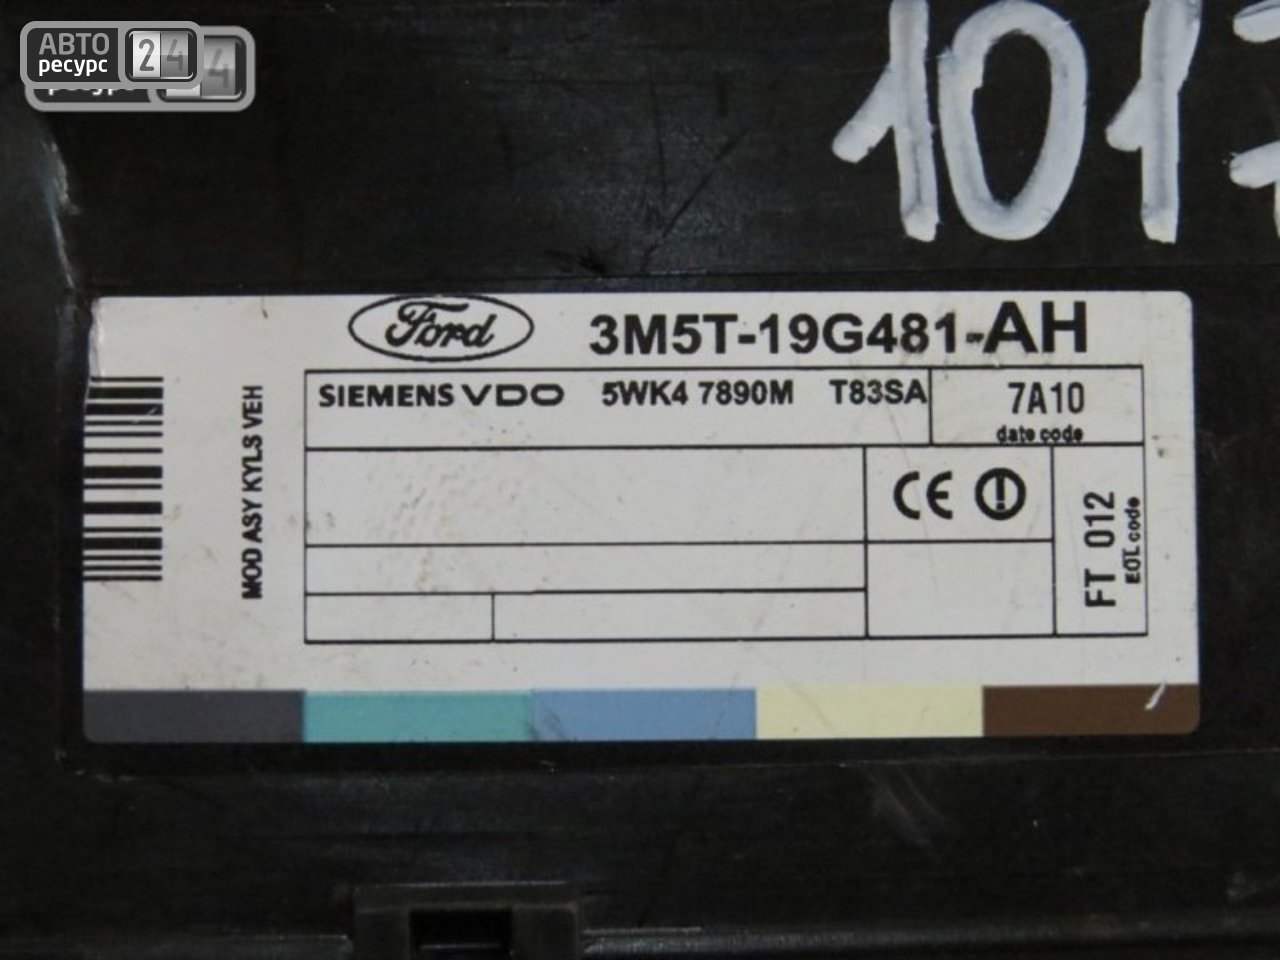 АВТО
ресурс
24
1017
Ford
3M5T-19G481-AH
SIEMENS VDO 5WK4 7890M T83SA
7A10
date code
MOD ASY KYLS VEH
CE
FT 012
EOL code